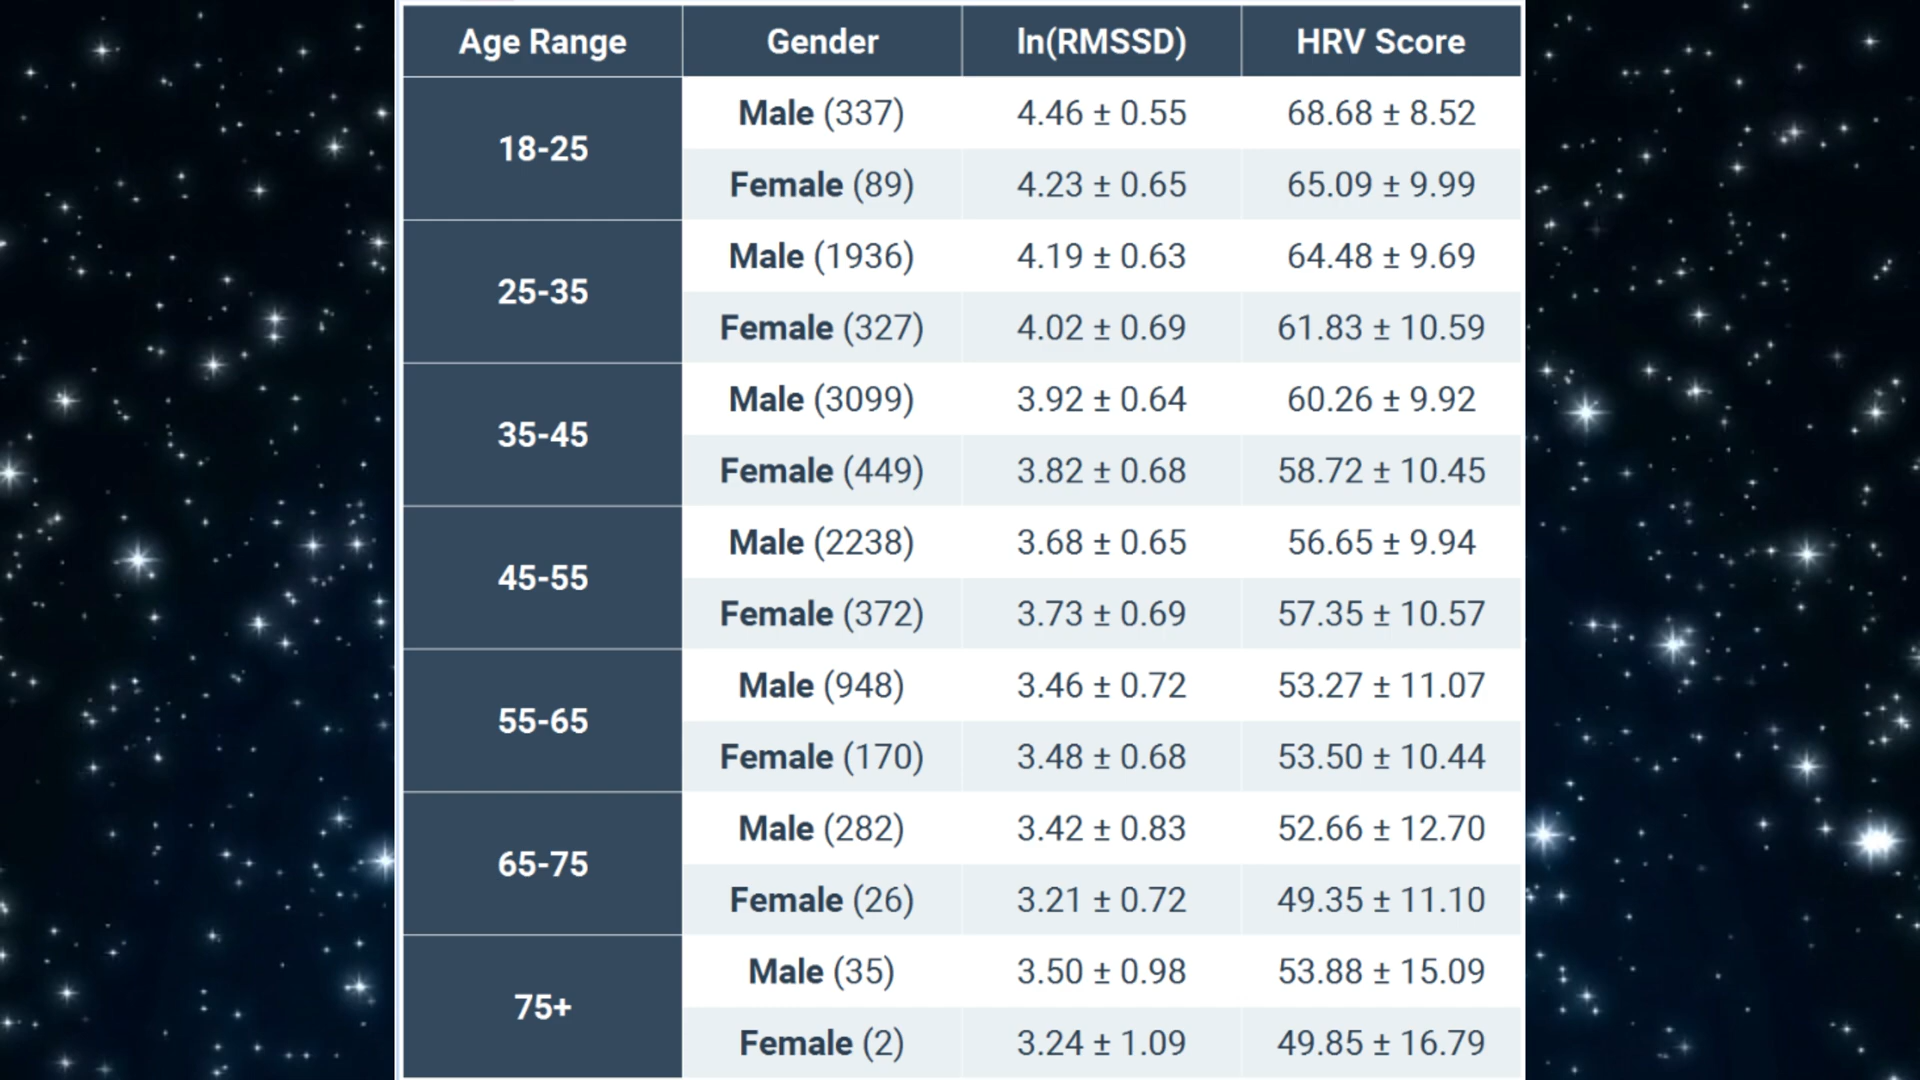 Age Range Gender ln(RMSSD) HRV Score
18-25
Male (337) 4.46 ± 0.55 68.68 ± 8.52
Female (89) 4.23 ± 0.65 65.09 ± 9.99
25-35
Male (1936) 4.19 ± 0.63 64.48 ± 9.69
Female (327) 4.02 ± 0.69 61.83 ± 10.59
35-45
Male (3099) 3.92 ± 0.64 60.26 ± 9.92
Female (449) 3.82 ± 0.68 58.72 ± 10.45
45-55
Male (2238) 3.68 ± 0.65 56.65 ± 9.94
Female (372) 3.73 ± 0.69 57.35 ± 10.57
55-65
Male (948) 3.46 ± 0.72 53.27 ± 11.07
Female (170) 3.48 ± 0.68 53.50 ± 10.44
65-75
Male (282) 3.42 ± 0.83 52.66 ± 12.70
Female (26) 3.21 ± 0.72 49.35 ± 11.10
75+
Male (35) 3.50 ± 0.98 53.88 ± 15.09
Female (2) 3.24 ± 1.09 49.85 ± 16.79